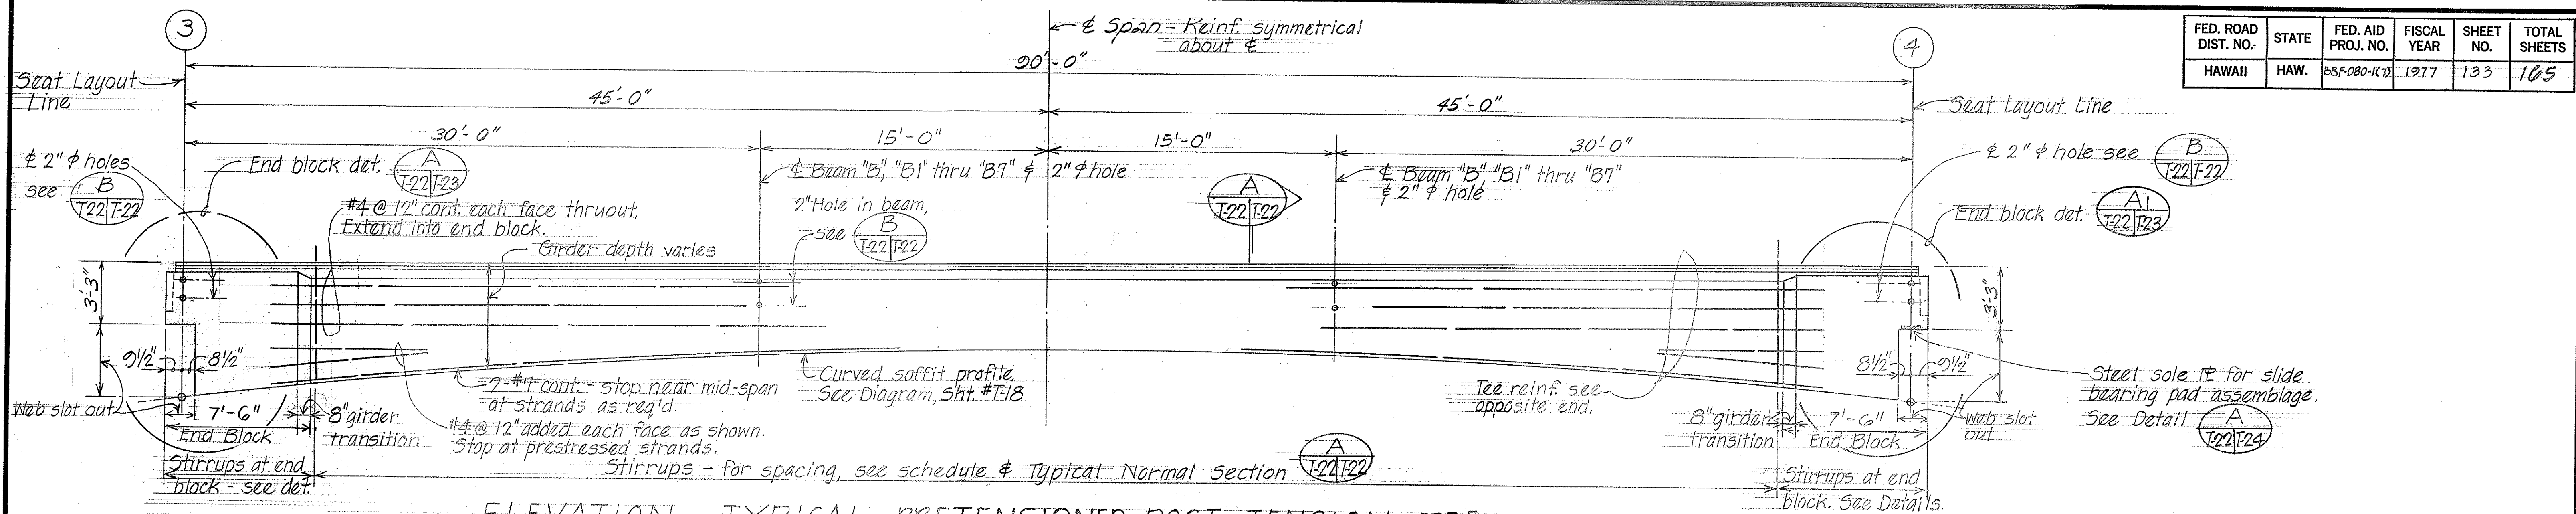 3
℄ Span - Reinf. symmetrical
about ℄
4
FED. ROAD DIST. NO. STATE FED. AID PROJ. NO. FISCAL YEAR SHEET NO. TOTAL SHEETS
HAWAII HAW. BRF-080-1(7) 1977 133 165
90'-0"
Seat Layout
Line
45'-0"
45'-0"
Seat Layout Line
30'-0"
15'-0"
15'-0"
30'-0"
℄ 2" φ holes
see B
T-22 T-22
End block det. A
T-22 T-23
℄ Beam "B", "B1" thru "B7" & 2" φ hole
℄ Beam "B", "B1" thru "B7"
& 2" φ hole
℄ 2" φ hole see B
T-22 T-22
#4 @ 12" cont. each face thruout.
Extend into end block.
2" Hole in beam,
see B
T-22 T-22
A
T-22 T-22
End block det. A1
T-22 T-23
Girder depth varies
3'-3"
3'-3"
9½" 8½"
8½" 9½"
Web slot out
7'-6"
End Block
8" girder
transition
2-#7 cont. - stop near mid-span
at strands as req'd.
Curved soffit profile,
See Diagram, Sht. #T-18
Tee reinf. see
opposite end.
8" girder
transition
7'-6"
End Block
Web slot
out
Steel sole ℞ for slide
bearing pad assemblage.
See Detail A
T-22 T-24
#4 @ 12" added each face as shown.
Stop at prestressed strands.
Stirrups at end
block - see det.
Stirrups - for spacing, see schedule & Typical Normal Section A
T-22 T-22
Stirrups at end
block. See Details.
ELEVATION TYPICAL PRETENSIONED POST TENSION TEE